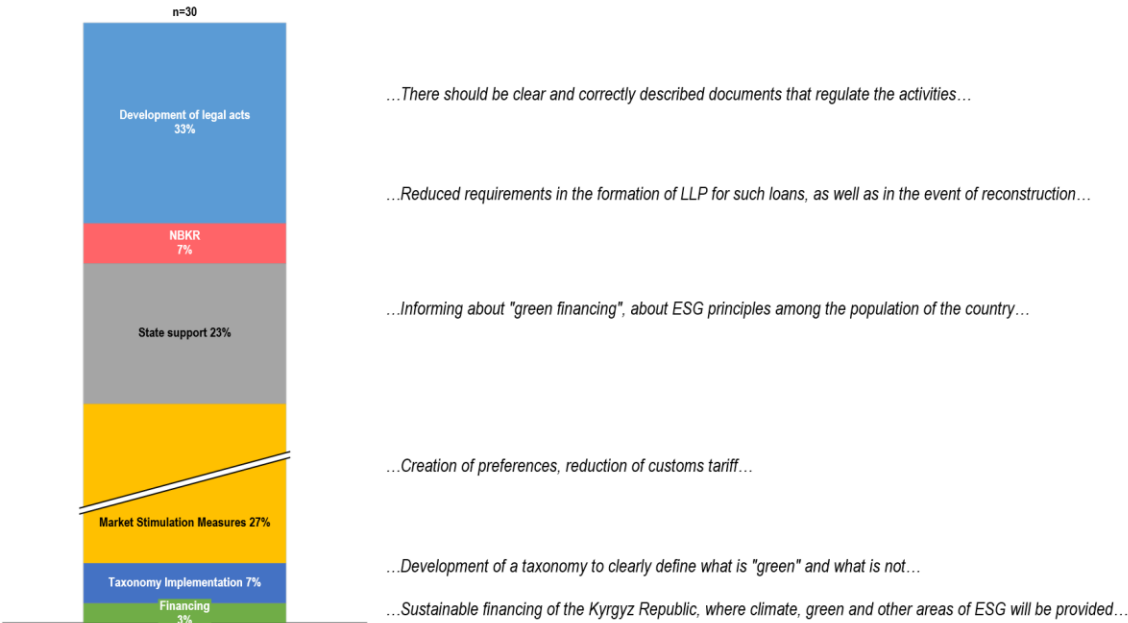 n=30
Development of legal acts
33%
…There should be clear and correctly described documents that regulate the activities…
…Reduced requirements in the formation of LLP for such loans, as well as in the event of reconstruction…
NBKR
7%
…Informing about "green financing", about ESG principles among the population of the country…
State support 23%
…Creation of preferences, reduction of customs tariff…
Market Stimulation Measures 27%
…Development of a taxonomy to clearly define what is "green" and what is not…
Taxonomy Implementation 7%
Financing
3%
…Sustainable financing of the Kyrgyz Republic, where climate, green and other areas of ESG will be provided…